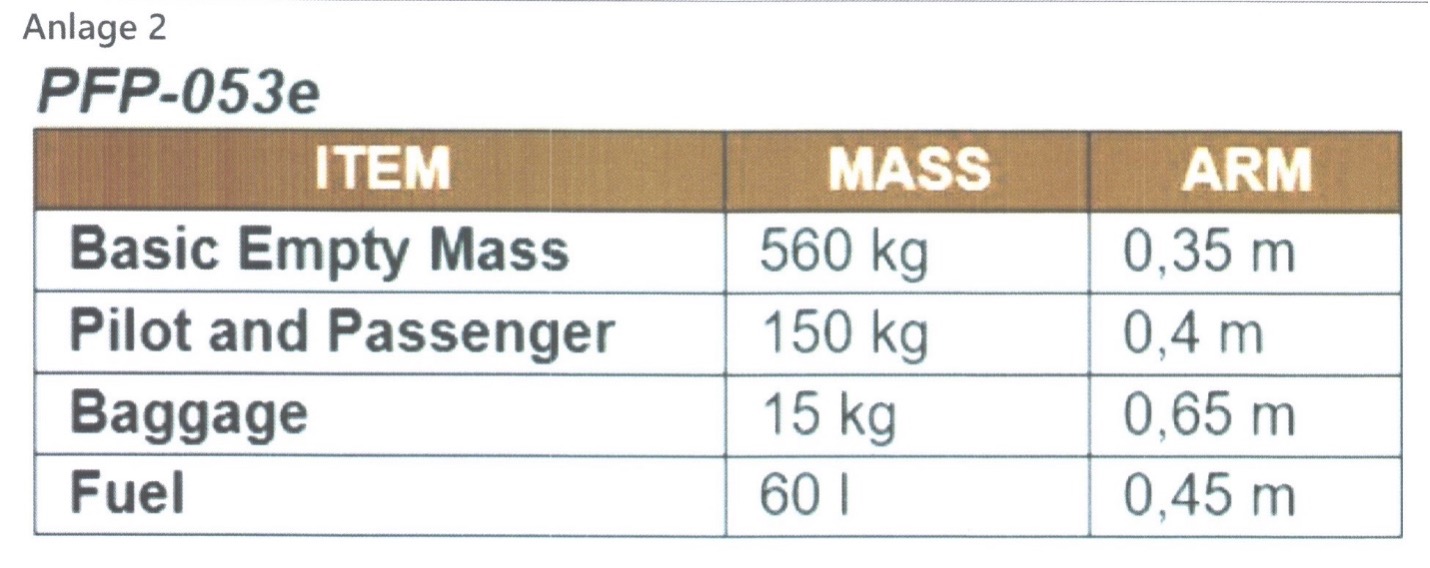 Anlage 2
PFP-053e
ITEM MASS ARM
Basic Empty Mass 560 kg 0,35 m
Pilot and Passenger 150 kg 0,4 m
Baggage 15 kg 0,65 m
Fuel 60 l 0,45 m